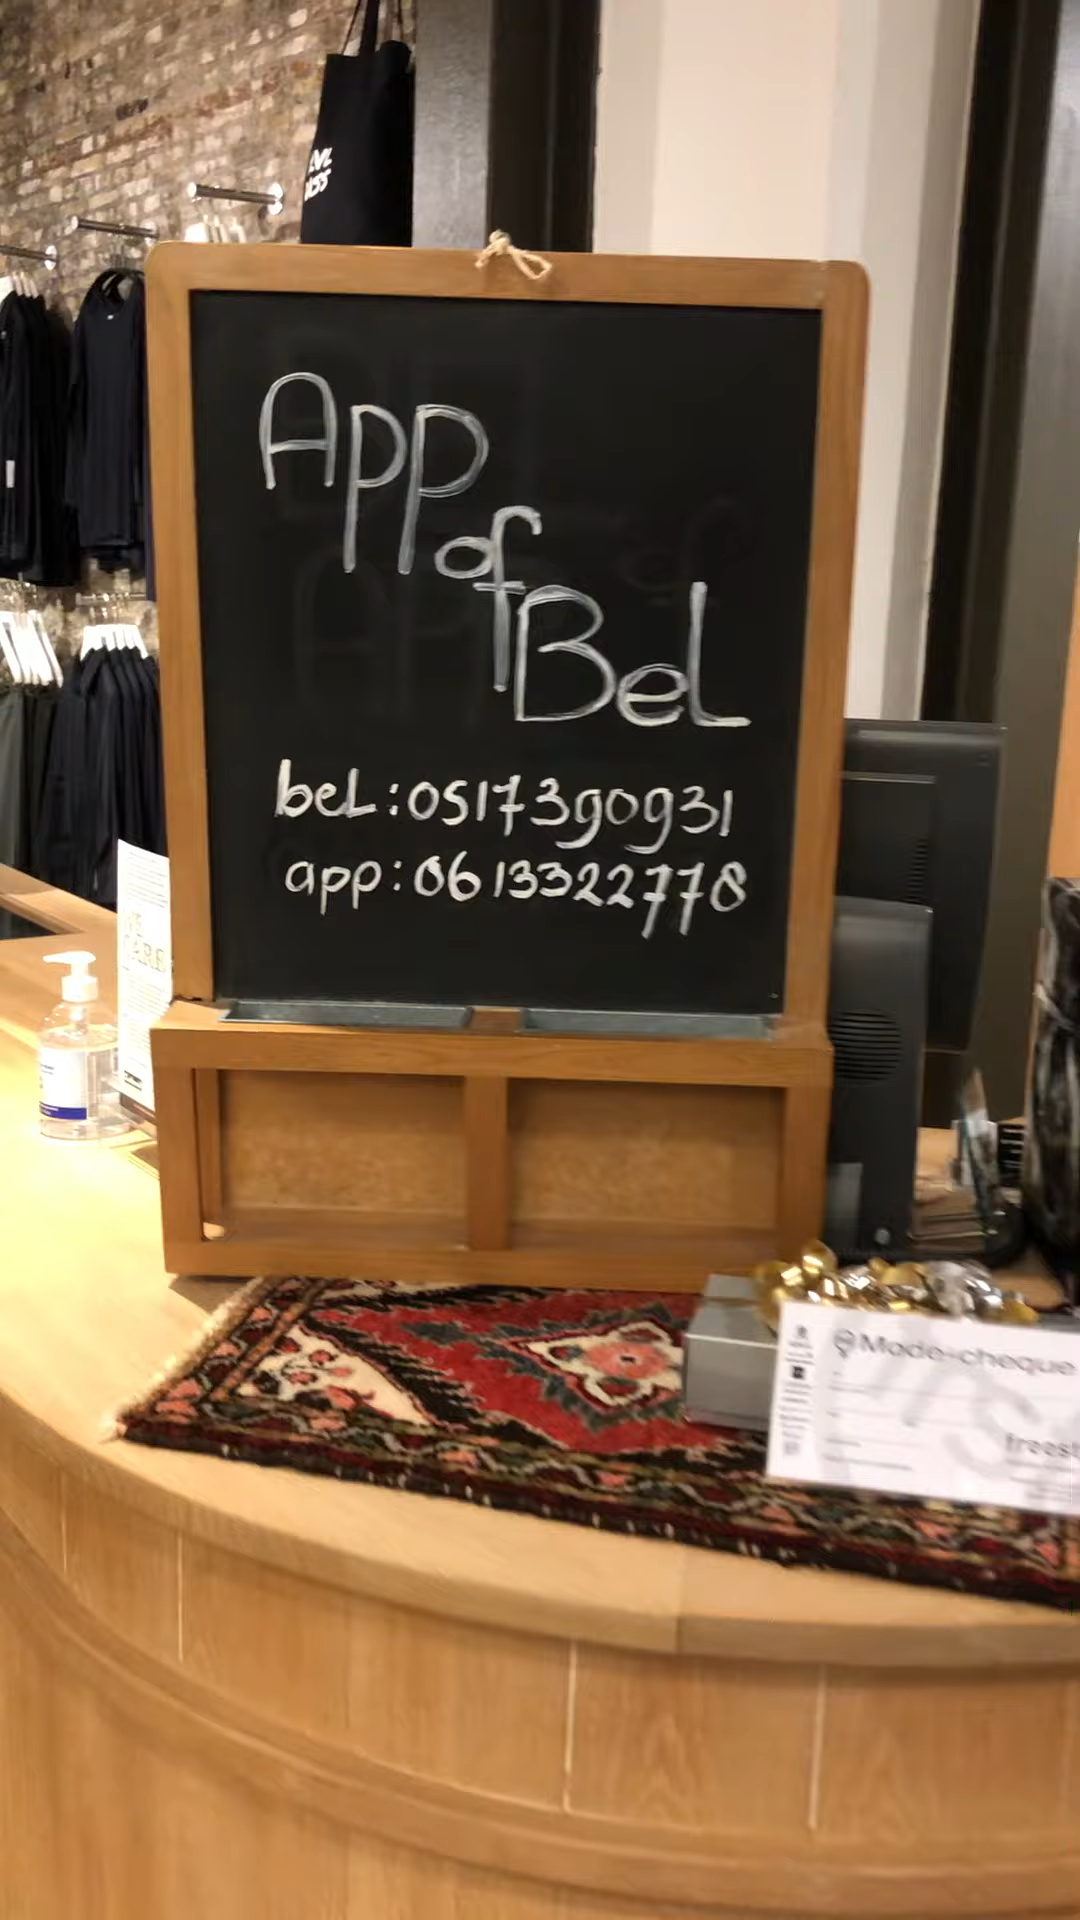 App
of
Bel
bel:0517390931
app:0613322778
Mode-cheque